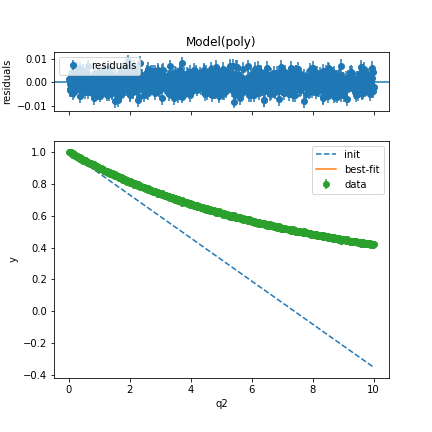 Model(poly)
residuals
0.01
0.00
−0.01
residuals
y
1.0
0.8
0.6
0.4
0.2
0.0
−0.2
−0.4
init
best-fit
data
0 2 4 6 8 10
q2